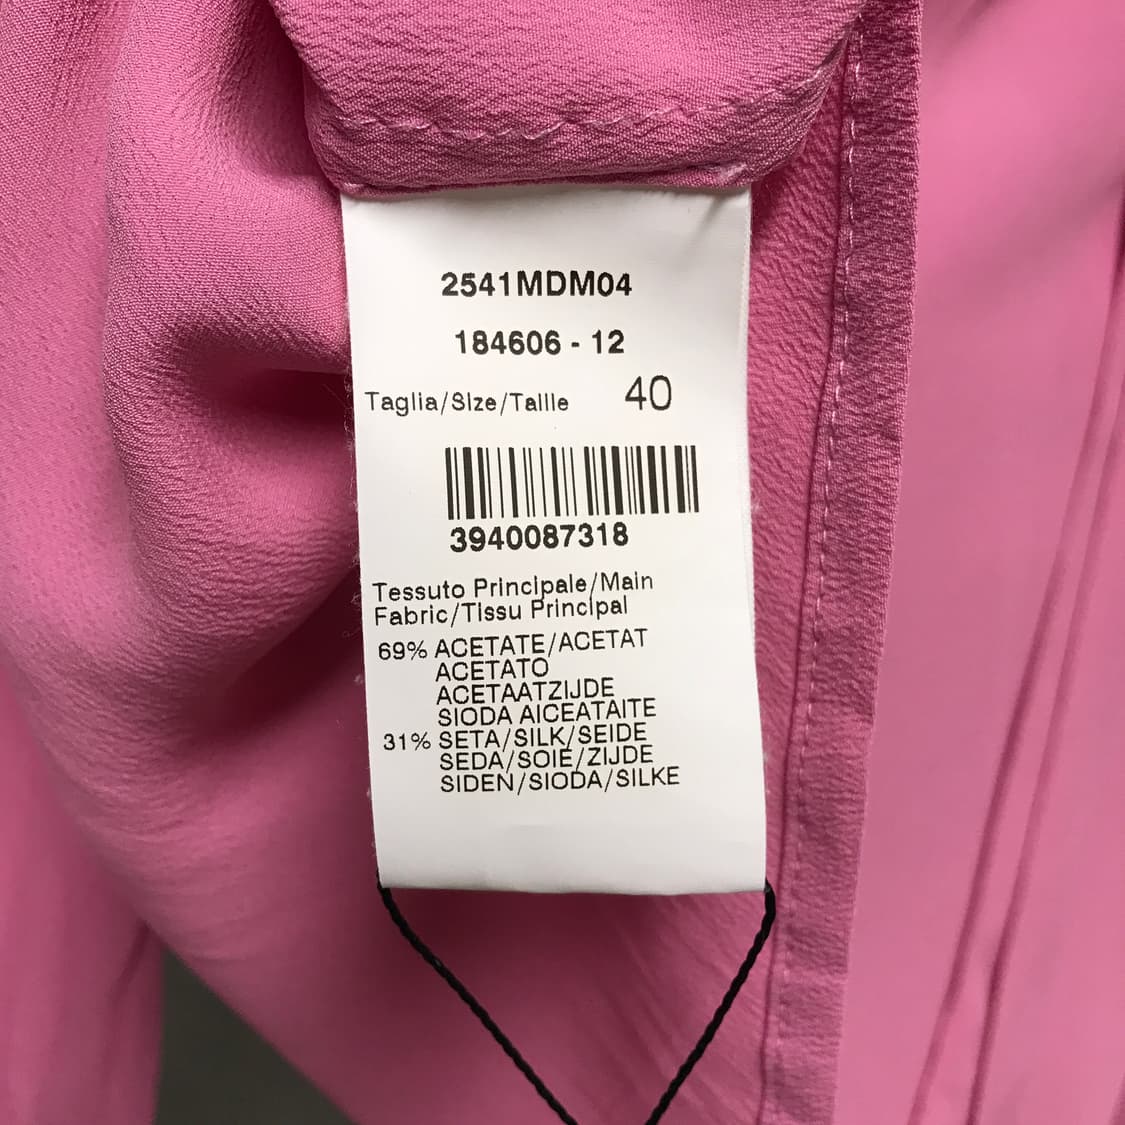 2541MDM04
184606 - 12
Taglia/Size/Taille 40
3940087318
Tessuto Principale/Main
Fabric/Tissu Principal
69% ACETATE/ACETAT
ACETATO
ACETAATZIJDE
SIODA AICEATAITE
31% SETA/SILK/SEIDE
SEDA/SOIE/ZIJDE
SIDEN/SIODA/SILKE